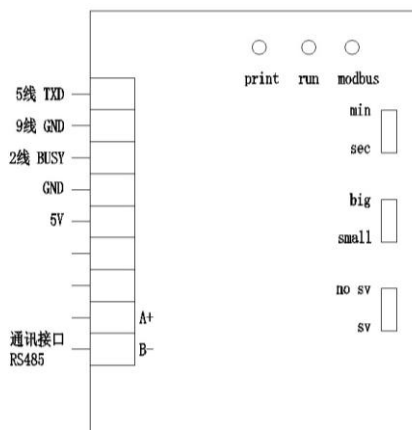 print run modbus
5线 TXD
9线 GND
2线 BUSY
GND
5V
A+
通讯接口 B-
RS485
min
sec
big
small
no sv
sv